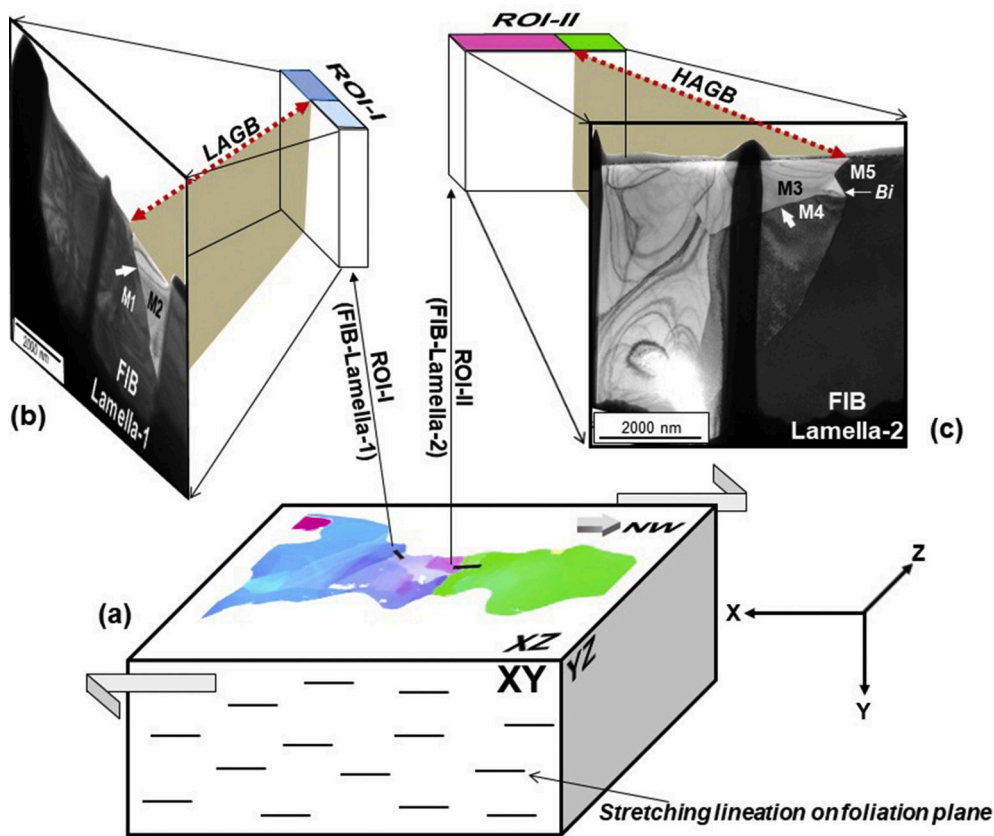 ROI-II
ROI-I
LAGB
HAGB
M5
M3
Bi
M4
M1
M2
2000 nm
FIB
Lamella-1
(b)
ROI-I
(FIB-Lamella-1)
ROI-II
(FIB-Lamella-2)
2000 nm
FIB
Lamella-2
(c)
NW
(a)
XZ
YZ
XY
Z
X
Y
Stretching lineation on foliation plane